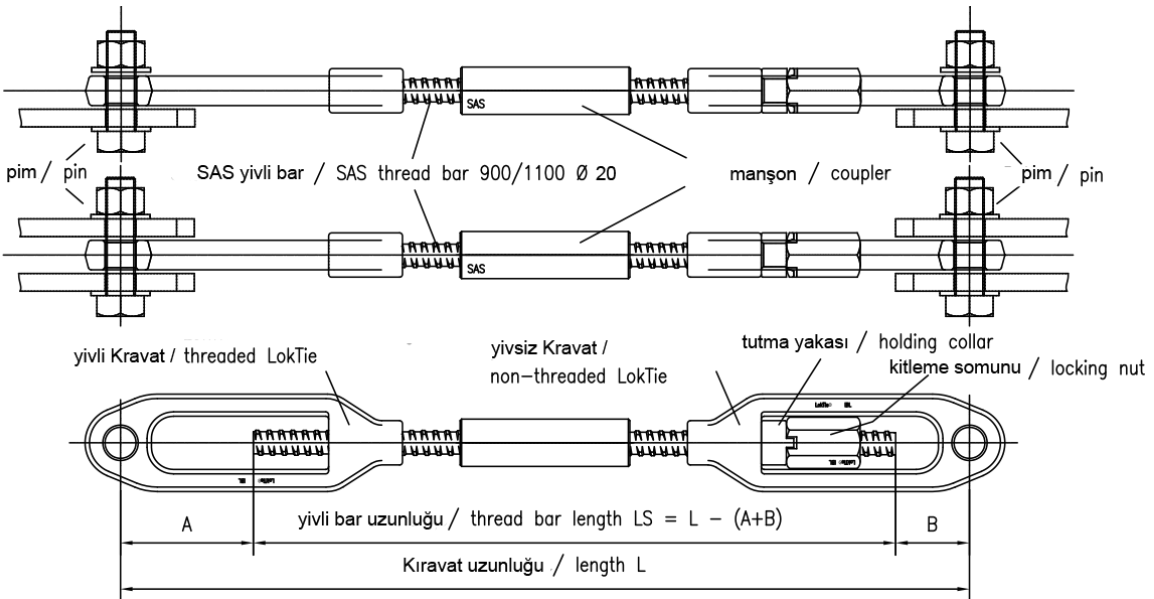 SAS
pim / pin
SAS yivli bar / SAS thread bar 900/1100 Ø 20
manşon / coupler
pim / pin
SAS
yivli Kravat / threaded LokTie
yivsiz Kravat /
non-threaded LokTie
tutma yakası / holding collar
kitleme somunu / locking nut
A
yivli bar uzunluğu / thread bar length LS = L - (A+B)
B
Kıravat uzunluğu / length L